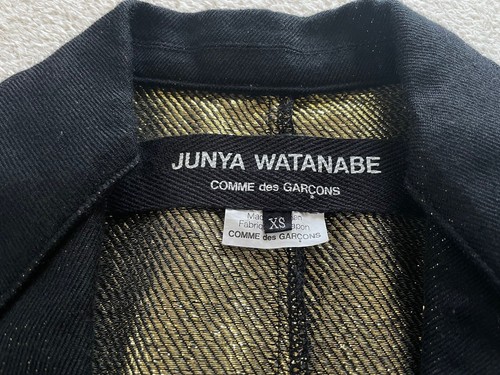 JUNYA WATANABE
COMME des GARÇONS
XS
COMME des GARÇONS